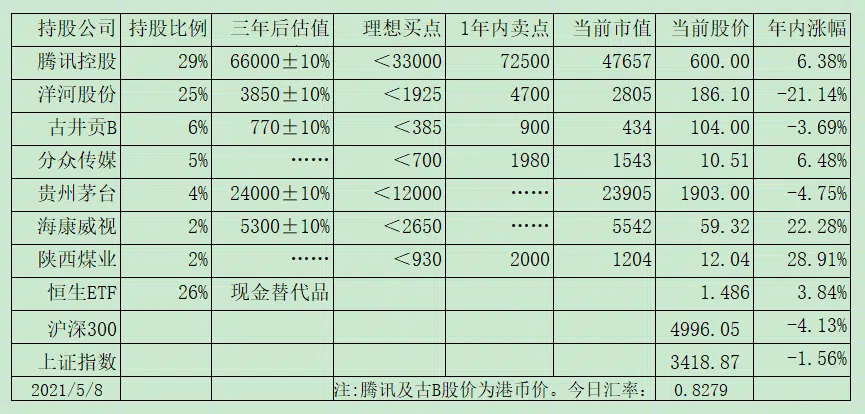 持股公司 持股比例 三年后估值 理想买点 1年内卖点 当前市值 当前股价 年内涨幅
腾讯控股 29% 66000±10% <33000 72500 47657 600.00 6.38%
洋河股份 25% 3850±10% <1925 4700 2805 186.10 -21.14%
古井贡B 6% 770±10% <385 900 434 104.00 -3.69%
分众传媒 5% …… <700 1980 1543 10.51 6.48%
贵州茅台 4% 24000±10% <12000 …… 23905 1903.00 -4.75%
海康威视 2% 5300±10% <2650 …… 5542 59.32 22.28%
陕西煤业 2% …… <930 2000 1204 12.04 28.91%
恒生ETF 26% 现金替代品 1.486 3.84%
沪深300 4996.05 -4.13%
上证指数 3418.87 -1.56%
2021/5/8 注:腾讯及古B股价为港币价。今日汇率: 0.8279